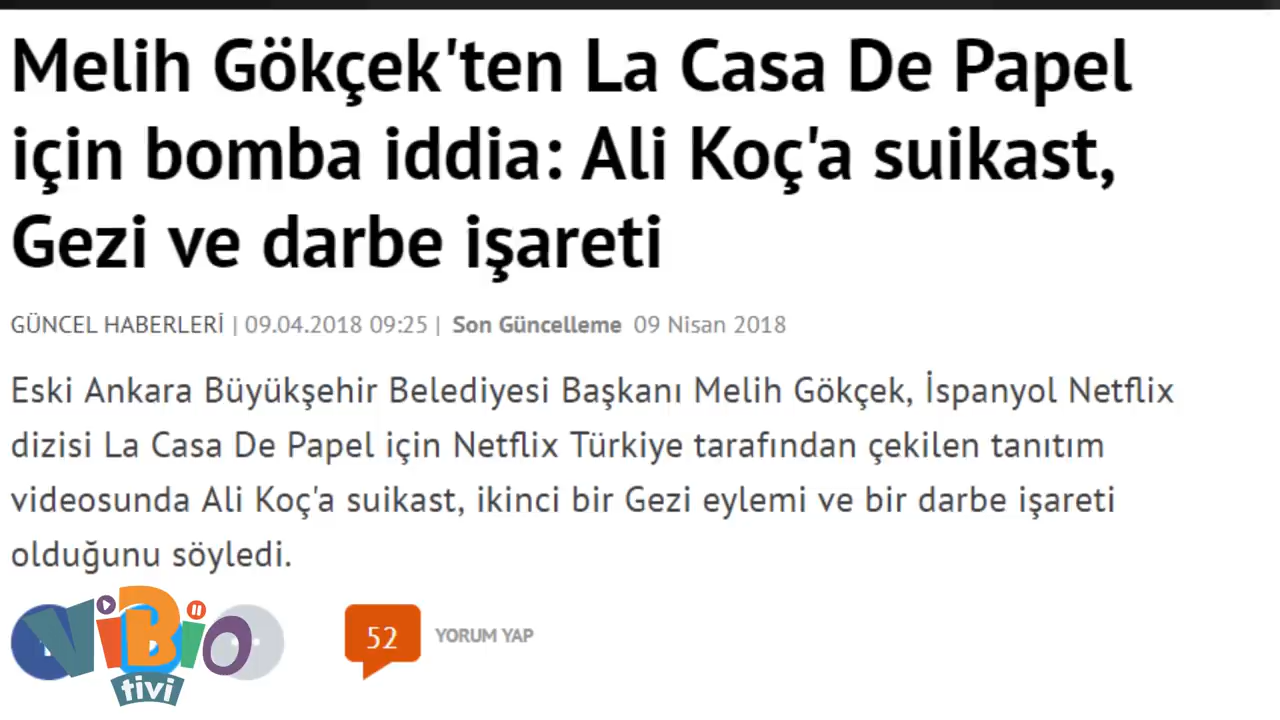 Melih Gökçek'ten La Casa De Papel
için bomba iddia: Ali Koç'a suikast,
Gezi ve darbe işareti
GÜNCEL HABERLERİ | 09.04.2018 09:25 | Son Güncelleme 09 Nisan 2018
Eski Ankara Büyükşehir Belediyesi Başkanı Melih Gökçek, İspanyol Netflix
dizisi La Casa De Papel için Netflix Türkiye tarafından çekilen tanıtım
videosunda Ali Koç'a suikast, ikinci bir Gezi eylemi ve bir darbe işareti
olduğunu söyledi.
ViBiO
tivi
52 YORUM YAP